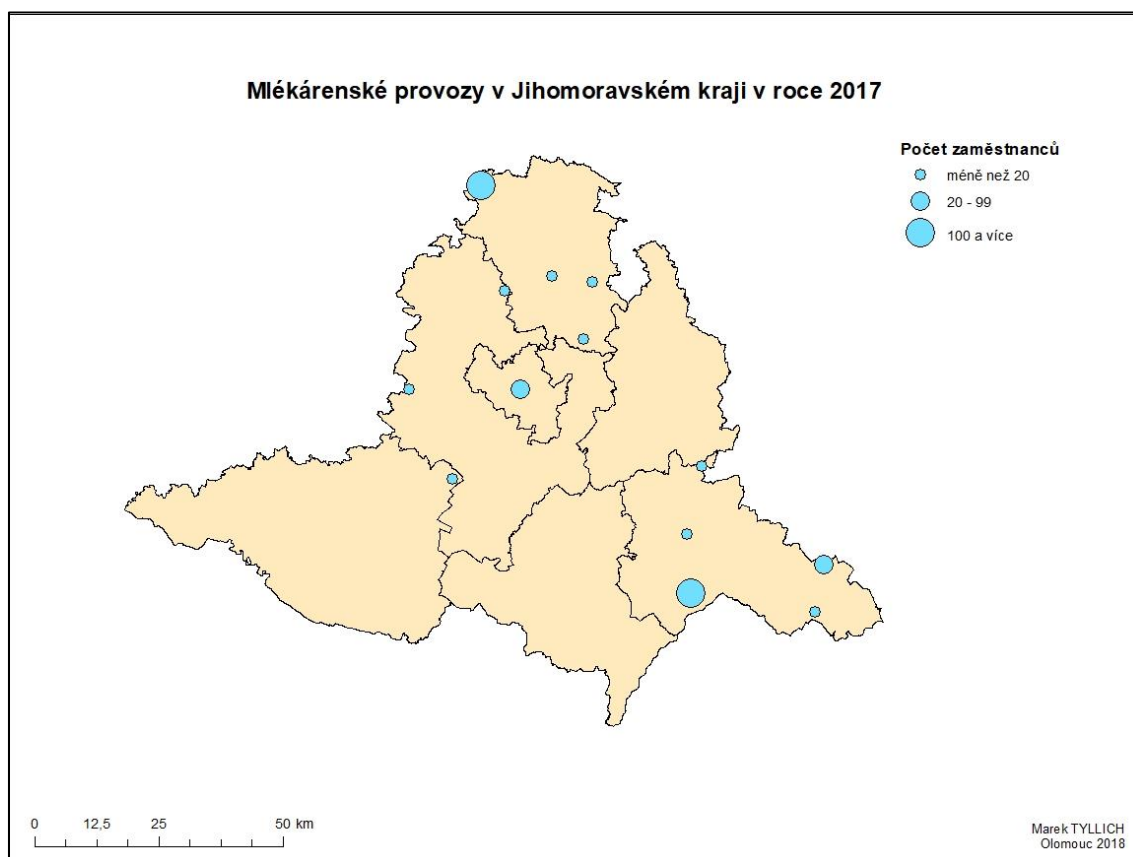 Mlékárenské provozy v Jihomoravském kraji v roce 2017
Počet zaměstnanců
méně než 20
20 - 99
100 a více
0 12,5 25 50 km
Marek TYLLICH
Olomouc 2018